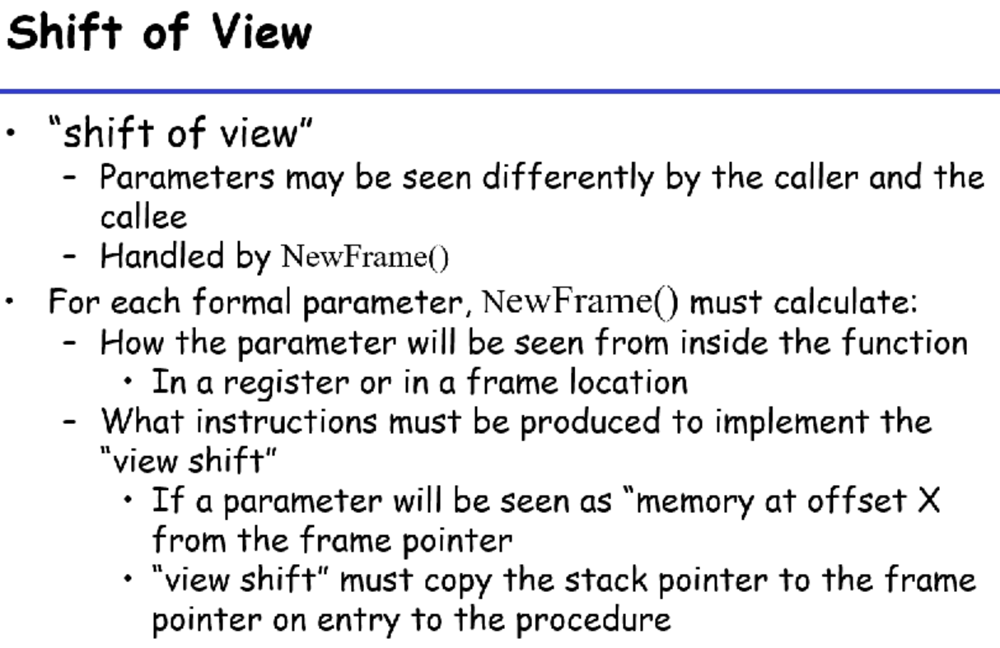 Shift of View
• “shift of view”
– Parameters may be seen differently by the caller and the
callee
– Handled by NewFrame()
• For each formal parameter, NewFrame() must calculate:
– How the parameter will be seen from inside the function
• In a register or in a frame location
– What instructions must be produced to implement the
“view shift”
• If a parameter will be seen as “memory at offset X
from the frame pointer
• “view shift” must copy the stack pointer to the frame
pointer on entry to the procedure